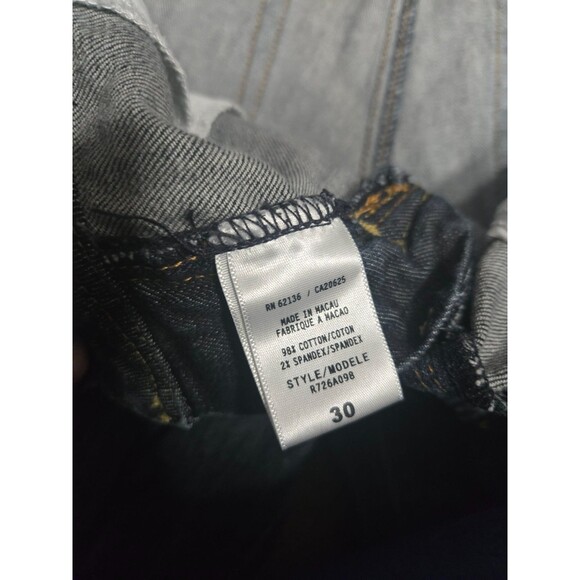 RN 62136 / CA20625
MADE IN MACAU
FABRIQUE A MACAO
98% COTTON/COTON
2% SPANDEX/SPANDEX
STYLE/MODELE
R726A098
30